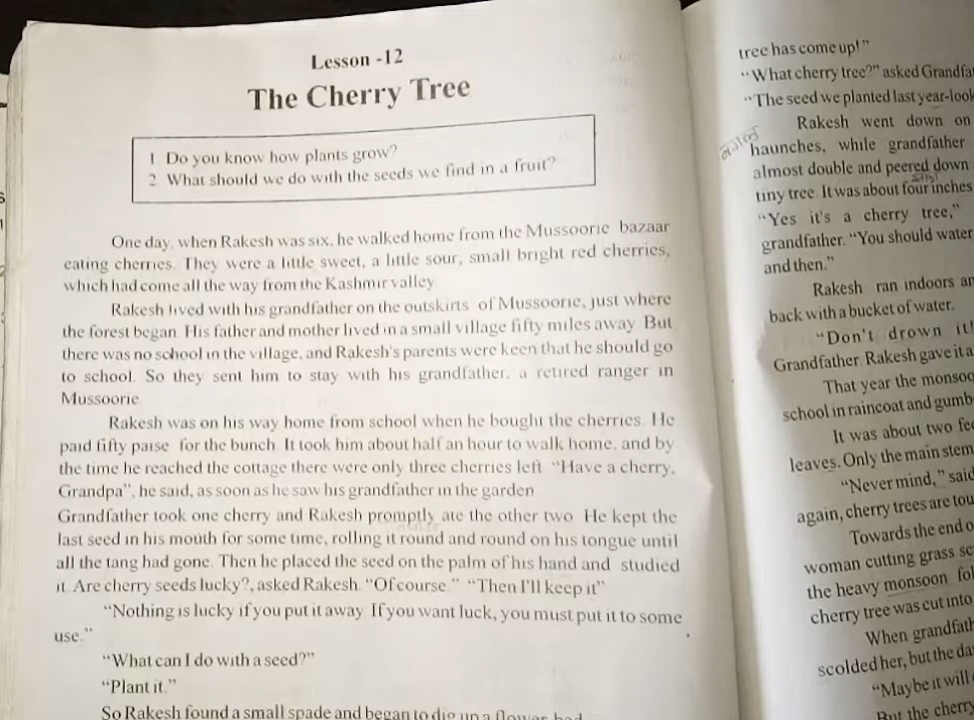 Lesson -12
The Cherry Tree
1 Do you know how plants grow?
2 What should we do with the seeds we find in a fruit?
One day, when Rakesh was six, he walked home from the Mussoorie bazaar
eating cherries. They were a little sweet, a little sour, small bright red cherries,
which had come all the way from the Kashmir valley
Rakesh lived with his grandfather on the outskirts of Mussoorie, just where
the forest began. His father and mother lived in a small village fifty miles away. But
there was no school in the village, and Rakesh's parents were keen that he should go
to school. So they sent him to stay with his grandfather, a retired ranger in
Mussoorie
Rakesh was on his way home from school when he bought the cherries. He
paid fifty paise for the bunch. It took him about half an hour to walk home, and by
the time he reached the cottage there were only three cherries left "Have a cherry,
Grandpa", he said, as soon as he saw his grandfather in the garden
Grandfather took one cherry and Rakesh promptly ate the other two He kept the
last seed in his mouth for some time, rolling it round and round on his tongue until
all the tang had gone. Then he placed the seed on the palm of his hand and studied
it. Are cherry seeds lucky?, asked Rakesh. "Of course." "Then I'll keep it"
"Nothing is lucky if you put it away If you want luck, you must put it to some
use."
"What can I do with a seed?"
"Plant it."
So Rakesh found a small spade and began to dig up a flower bed
tree has come up!"
"What cherry tree?" asked Grandfa
"The seed we planted last year-look
Rakesh went down on
haunches, while grandfather
almost double and peered down
tiny tree. It was about four inches
"Yes it's a cherry tree,"
grandfather. "You should water
and then."
Rakesh ran indoors an
back with a bucket of water.
"Don't drown it!
Grandfather. Rakesh gave it a
That year the monsoo
school in raincoat and gumb
It was about two fee
leaves. Only the main stem
"Never mind," said
again, cherry trees are tou
Towards the end o
woman cutting grass sc
the heavy monsoon fol
cherry tree was cut into
When grandfath
scolded her, but the da
"Maybe it will
But the cherry